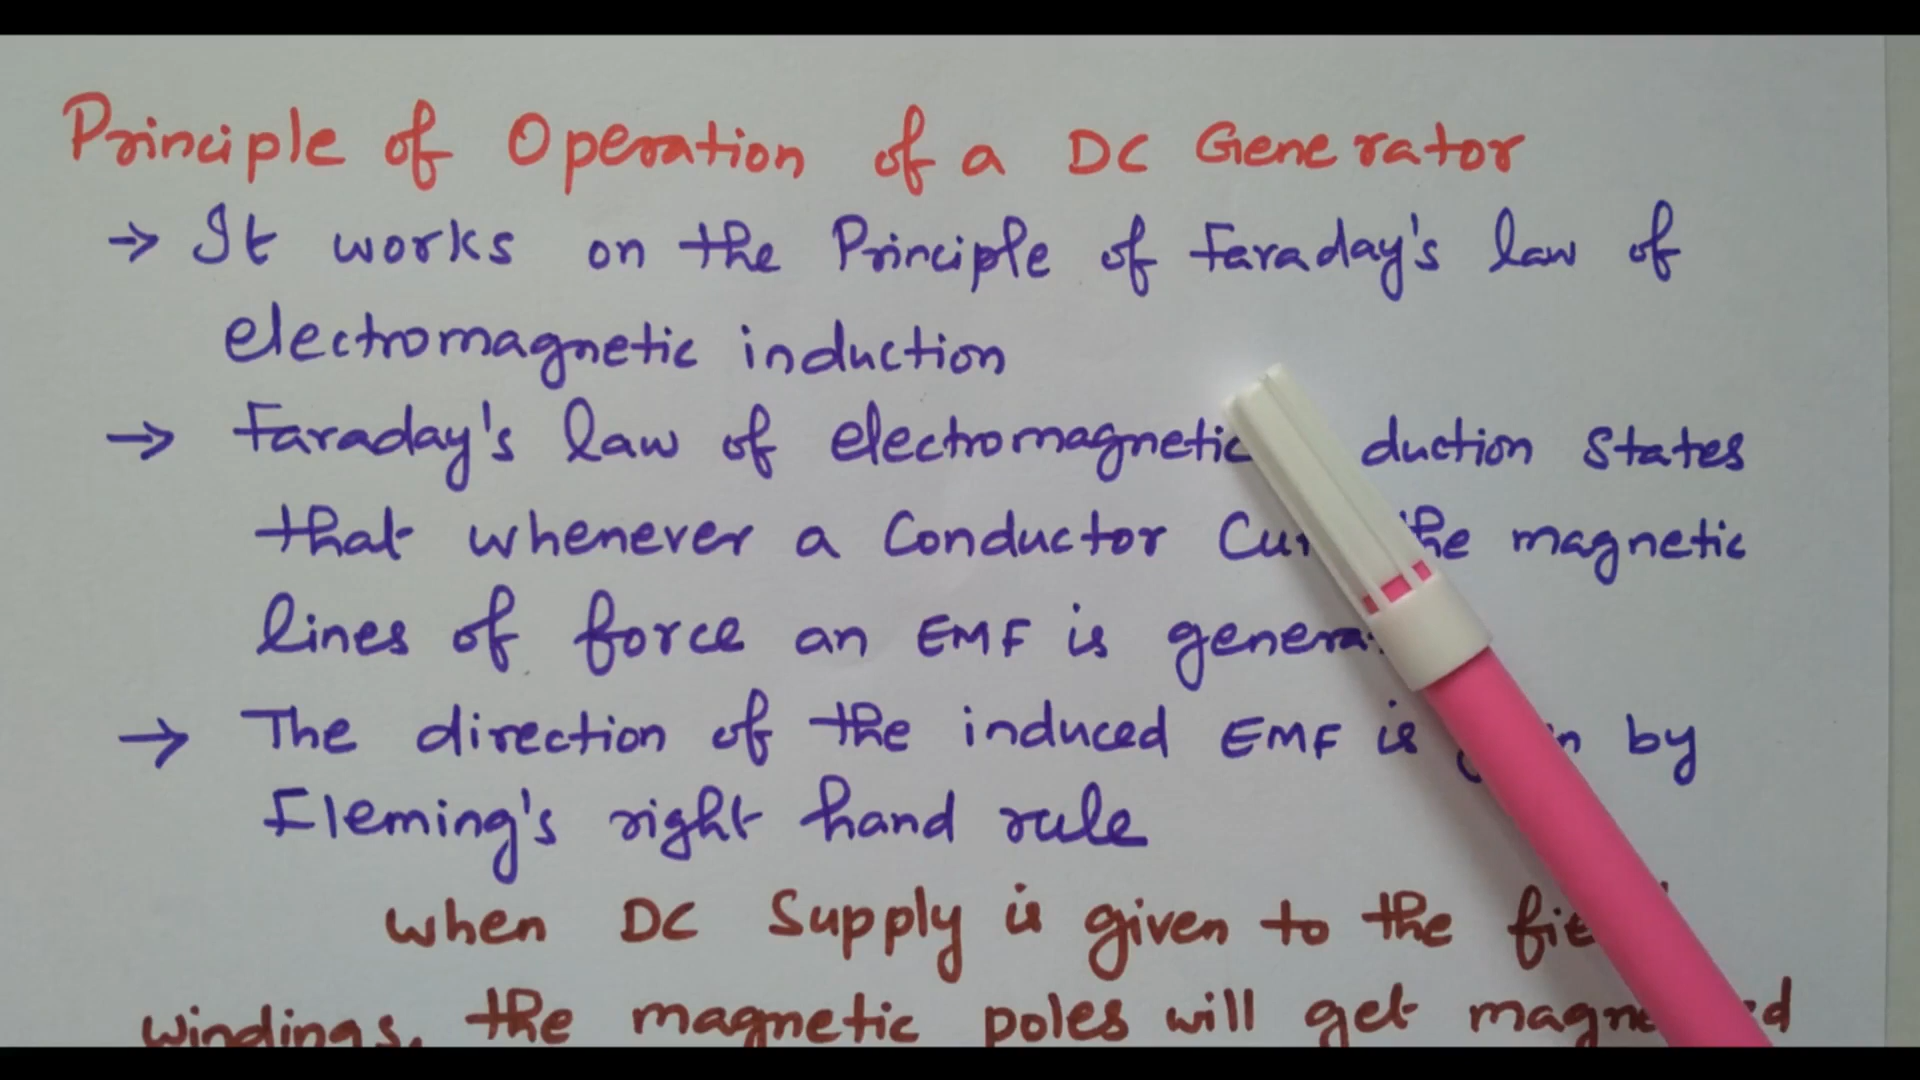 Principle of Operation of a DC Generator
→ It works on the Principle of Faraday's law of
electromagnetic induction
→ Faraday's law of electromagnetic duction states
that whenever a Conductor the magnetic
lines of force an EMF is
→ The direction of the induced EMF is by
Fleming's right hand rule
when DC Supply is given to the
windings, the magnetic poles will get